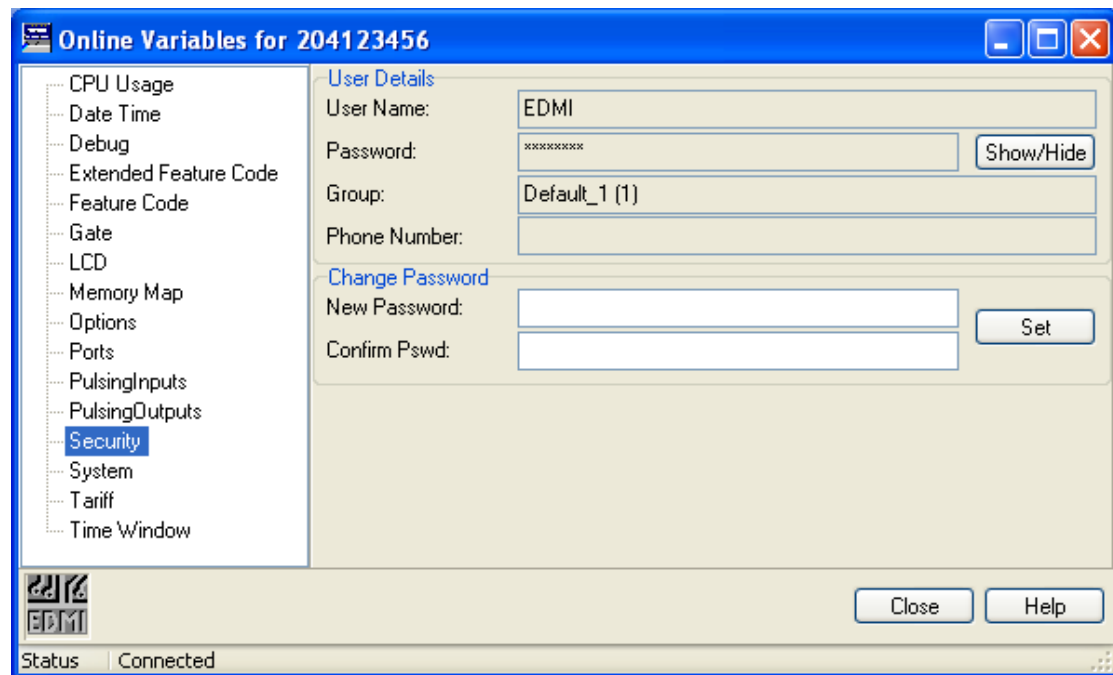 Online Variables for 204123456
CPU Usage
Date Time
Debug
Extended Feature Code
Feature Code
Gate
LCD
Memory Map
Options
Ports
PulsingInputs
PulsingOutputs
Security
System
Tariff
Time Window
User Details
User Name: EDMI
Password: ******** Show/Hide
Group: Default_1 (1)
Phone Number:
Change Password
New Password:
Set
Confirm Pswd:
EDMI
Close Help
Status Connected